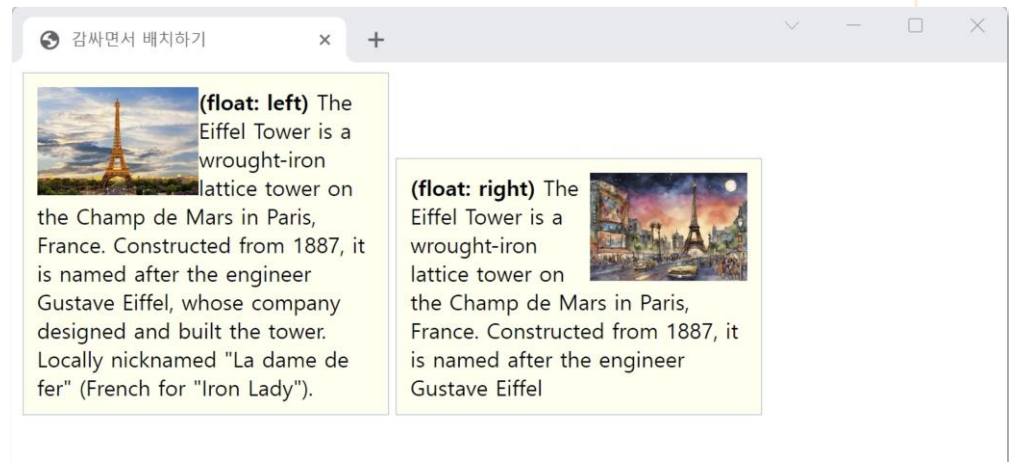 감싸면서 배치하기
(float: left) The
Eiffel Tower is a
wrought-iron
lattice tower on
the Champ de Mars in Paris,
France. Constructed from 1887, it
is named after the engineer
Gustave Eiffel, whose company
designed and built the tower.
Locally nicknamed "La dame de
fer" (French for "Iron Lady").
(float: right) The
Eiffel Tower is a
wrought-iron
lattice tower on
the Champ de Mars in Paris,
France. Constructed from 1887, it
is named after the engineer
Gustave Eiffel